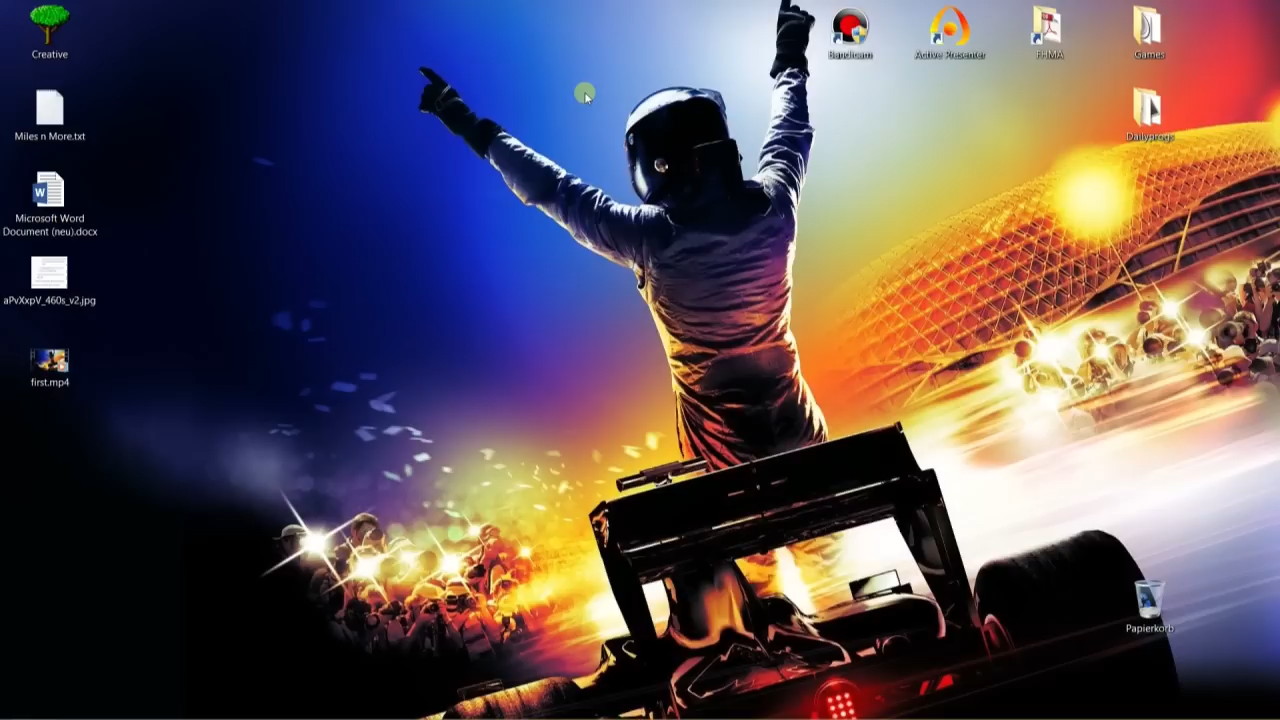 Creative
Miles n More.txt
Microsoft Word
Document (neu).docx
aPvXxpV_460s_v2.jpg
first.mp4
Bandicam
Active Presenter
FHMA
Games
Dailyprogs
Papierkorb